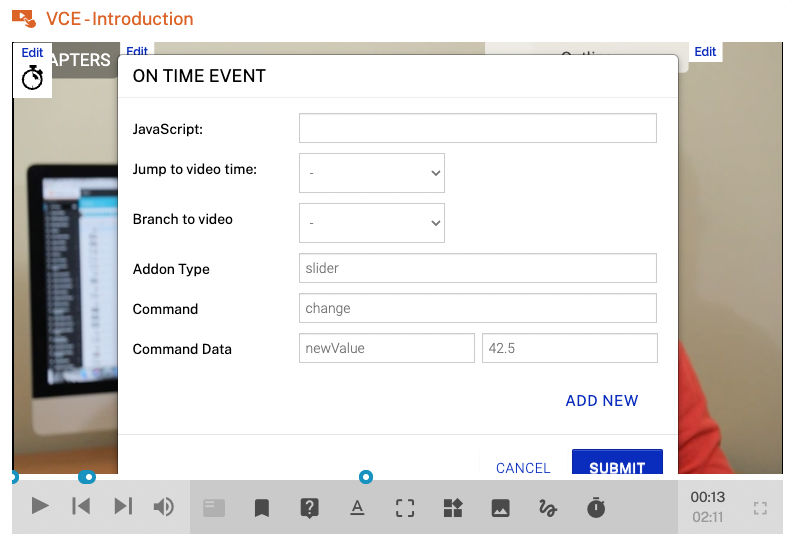 VCE - Introduction
Edit
APTERS
Edit
Edit
ON TIME EVENT
JavaScript:
Jump to video time:
-
Branch to video
-
Addon Type
slider
Command
change
Command Data
newValue
42.5
ADD NEW
CANCEL
SUBMIT
00:13
02:11